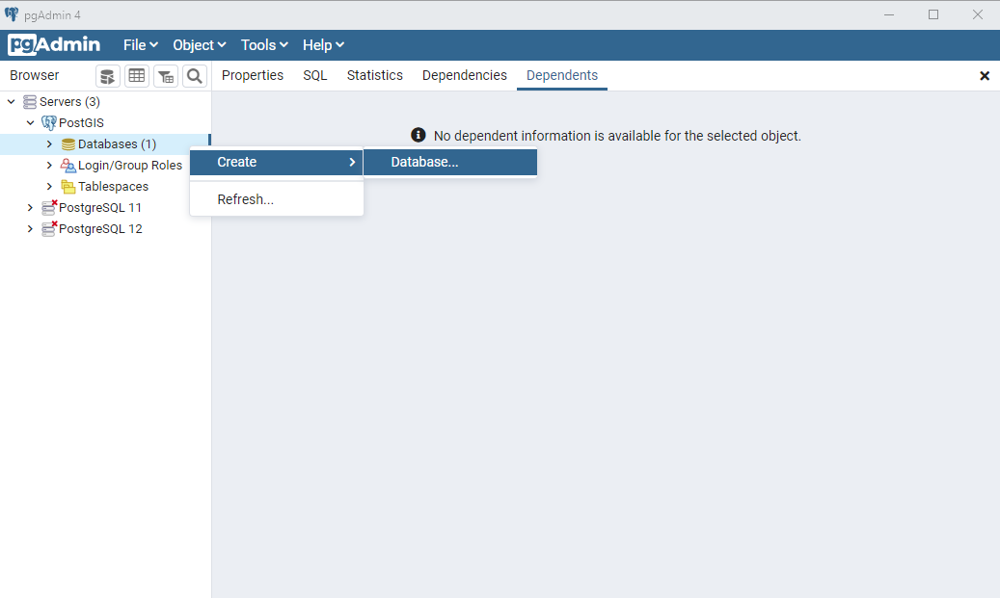 pgAdmin 4
pgAdmin File Object Tools Help
Browser Properties SQL Statistics Dependencies Dependents
Servers (3)
PostGIS
Databases (1)
Login/Group Roles
Tablespaces
PostgreSQL 11
PostgreSQL 12
No dependent information is available for the selected object.
Create Database...
Refresh...